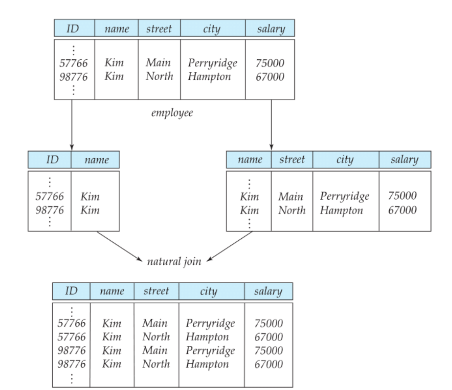 ID name street city salary
⋮
57766 Kim Main Perryridge 75000
98776 Kim North Hampton 67000
⋮
employee
ID name
⋮
57766 Kim
98776 Kim
⋮
name street city salary
⋮
Kim Main Perryridge 75000
Kim North Hampton 67000
⋮
natural join
ID name street city salary
⋮
57766 Kim Main Perryridge 75000
57766 Kim North Hampton 67000
98776 Kim Main Perryridge 75000
98776 Kim North Hampton 67000
⋮